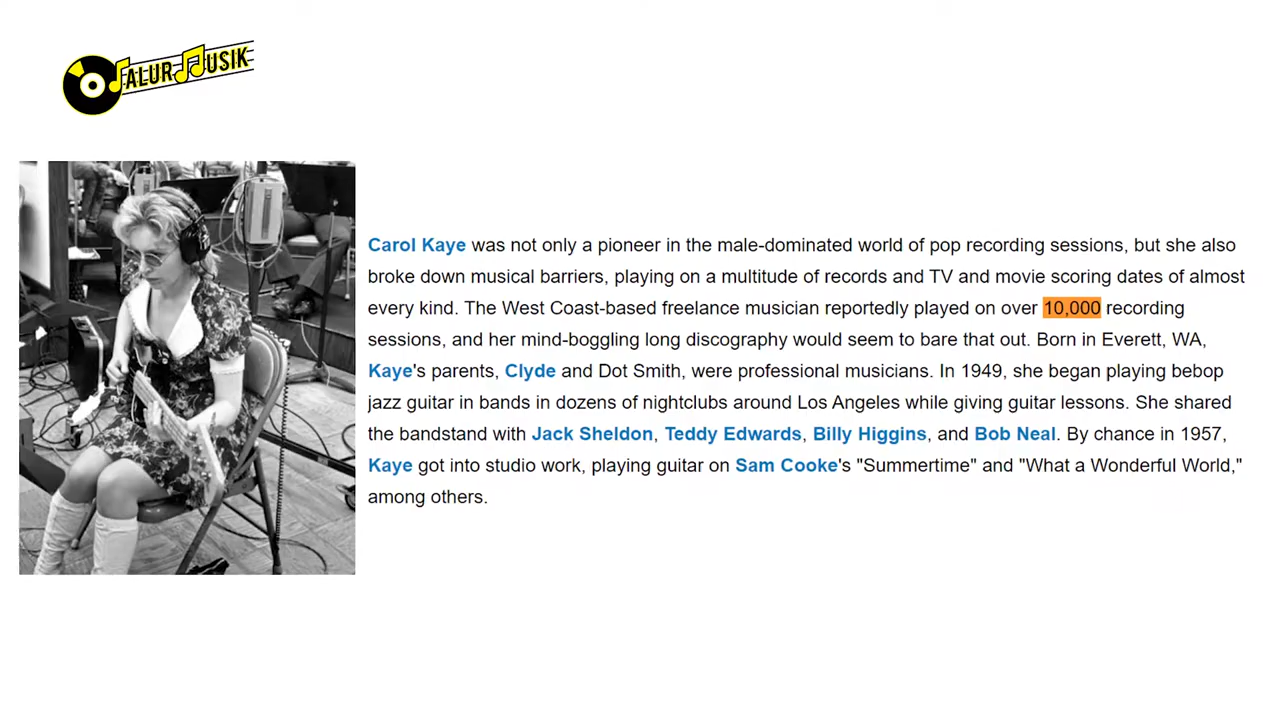 JALUR MUSIK
Carol Kaye was not only a pioneer in the male-dominated world of pop recording sessions, but she also
broke down musical barriers, playing on a multitude of records and TV and movie scoring dates of almost
every kind. The West Coast-based freelance musician reportedly played on over 10,000 recording
sessions, and her mind-boggling long discography would seem to bare that out. Born in Everett, WA,
Kaye's parents, Clyde and Dot Smith, were professional musicians. In 1949, she began playing bebop
jazz guitar in bands in dozens of nightclubs around Los Angeles while giving guitar lessons. She shared
the bandstand with Jack Sheldon, Teddy Edwards, Billy Higgins, and Bob Neal. By chance in 1957,
Kaye got into studio work, playing guitar on Sam Cooke's "Summertime" and "What a Wonderful World,"
among others.